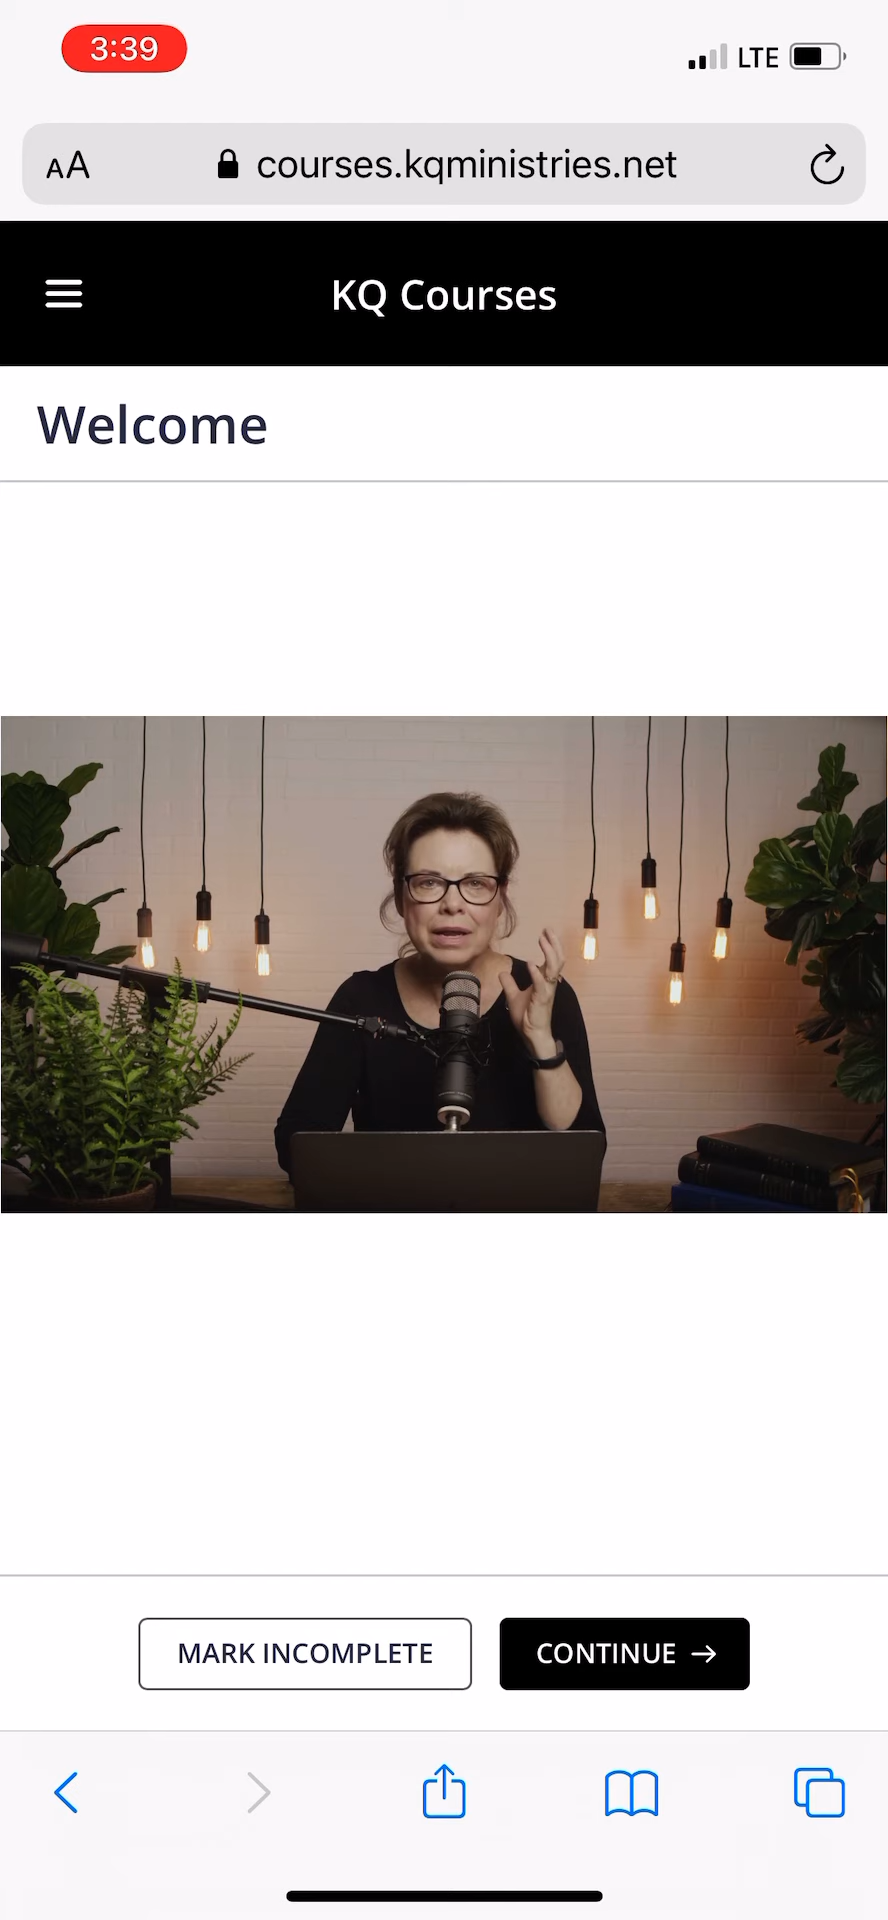 3:39
LTE
AA
courses.kqministries.net
KQ Courses
Welcome
MARK INCOMPLETE
CONTINUE →